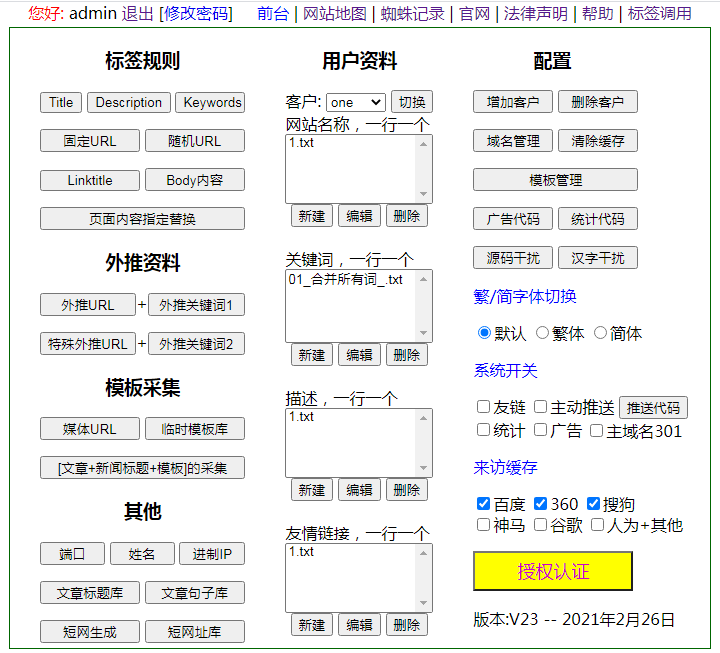 您好: admin 退出 [修改密码] 前台 | 网站地图 | 蜘蛛记录 | 官网 | 法律声明 | 帮助 | 标签调用
标签规则
Title Description Keywords
固定URL 随机URL
Linktitle Body内容
页面内容指定替换
外推资料
外推URL + 外推关键词1
特殊外推URL + 外推关键词2
模板采集
媒体URL 临时模板库
[文章+新闻标题+模板]的采集
其他
端口 姓名 进制IP
文章标题库 文章句子库
短网生成 短网址库
用户资料
客户: one 切换
网站名称，一行一个
1.txt
新建 编辑 删除
关键词，一行一个
01_合并所有词_.txt
新建 编辑 删除
描述，一行一个
1.txt
新建 编辑 删除
友情链接，一行一个
1.txt
新建 编辑 删除
配置
增加客户 删除客户
域名管理 清除缓存
模板管理
广告代码 统计代码
源码干扰 汉字干扰
繁/简字体切换
默认 繁体 简体
系统开关
友链 主动推送 推送代码
统计 广告 主域名301
来访缓存
百度 360 搜狗
神马 谷歌 人为+其他
授权认证
版本:V23 -- 2021年2月26日